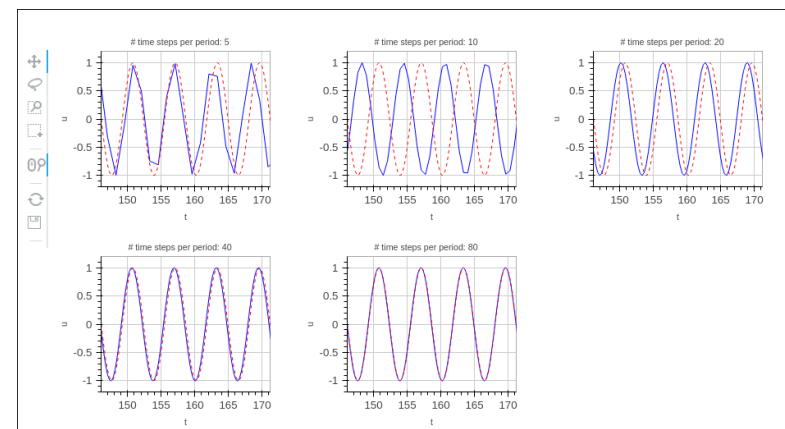 # time steps per period: 5
# time steps per period: 10
# time steps per period: 20
1
0.5
0
-0.5
-1
u
150 155 160 165 170
t
1
0.5
0
-0.5
-1
u
150 155 160 165 170
t
1
0.5
0
-0.5
-1
u
150 155 160 165 170
t
# time steps per period: 40
# time steps per period: 80
1
0.5
0
-0.5
-1
u
150 155 160 165 170
t
1
0.5
0
-0.5
-1
u
150 155 160 165 170
t